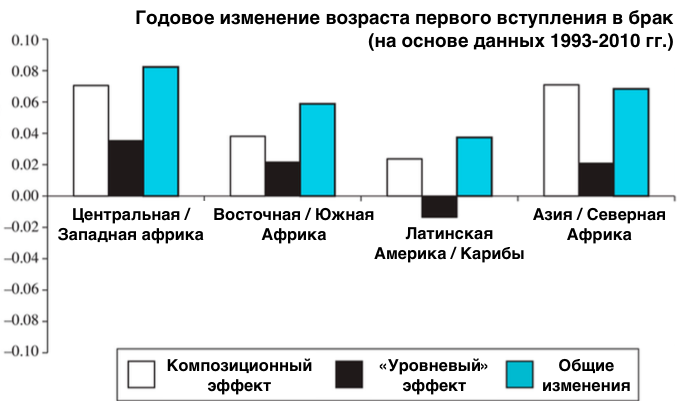 Годовое изменение возраста первого вступления в брак
(на основе данных 1993-2010 гг.)
0.10
0.08
0.06
0.04
0.02
0.00
–0.02
–0.04
–0.06
–0.08
–0.10
Центральная /
Западная африка
Восточная / Южная
Африка
Латинская
Америка / Карибы
Азия / Северная
Африка
Композиционный
эффект
«Уровневый»
эффект
Общие
изменения